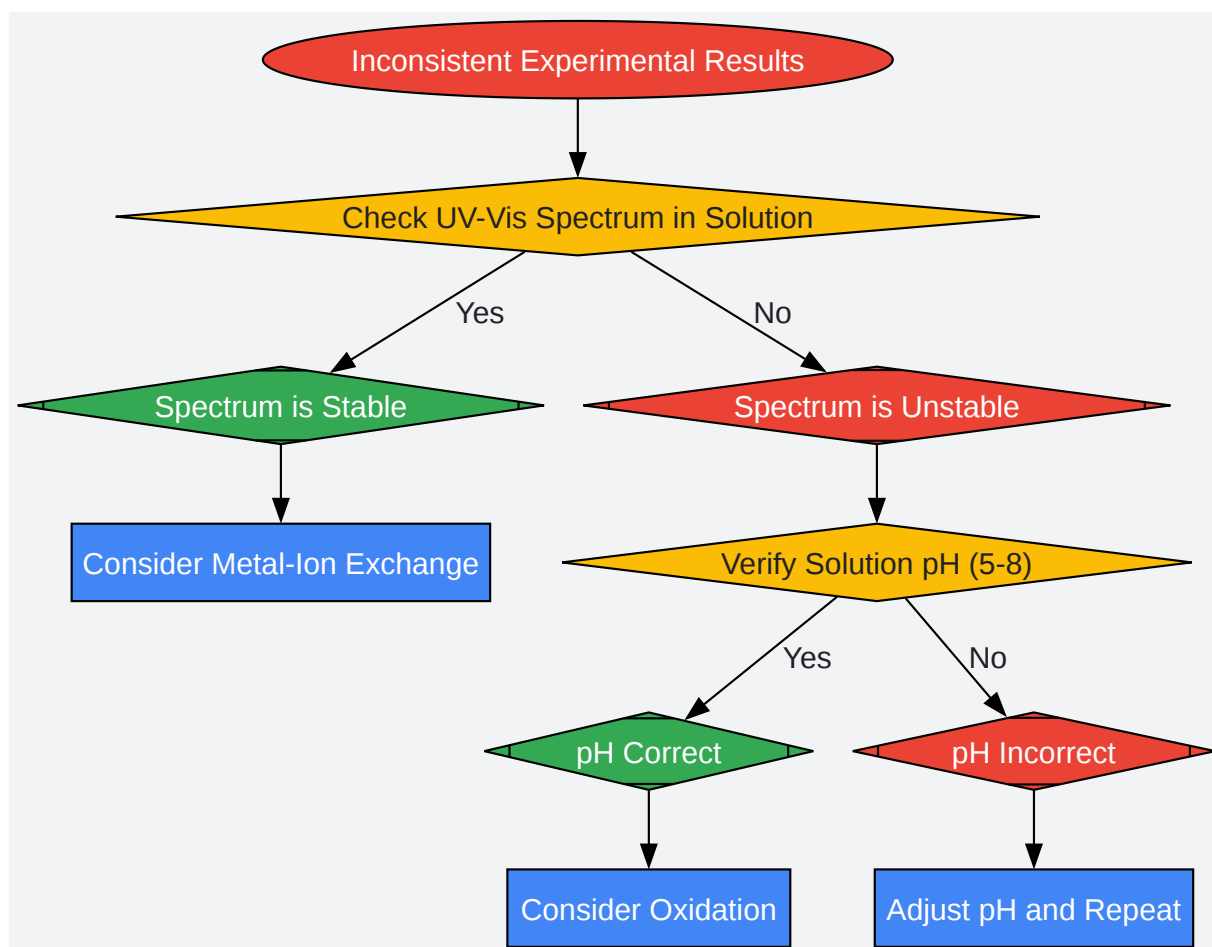 Inconsistent Experimental Results
Check UV-Vis Spectrum in Solution
Yes
No
Spectrum is Stable
Spectrum is Unstable
Consider Metal-Ion Exchange
Verify Solution pH (5-8)
Yes
No
pH Correct
pH Incorrect
Consider Oxidation
Adjust pH and Repeat